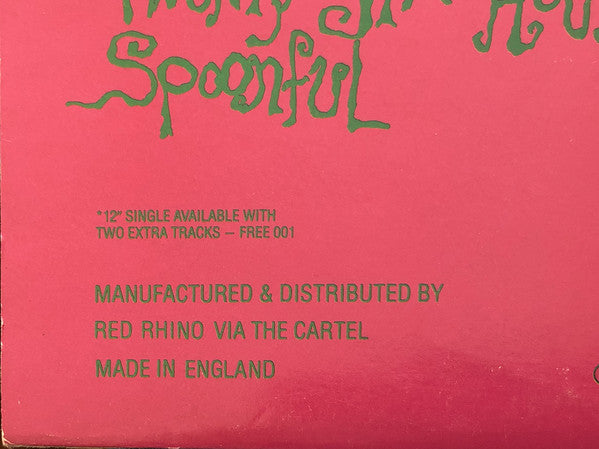 Spoonful
"12" SINGLE AVAILABLE WITH
TWO EXTRA TRACKS – FREE 001
MANUFACTURED & DISTRIBUTED BY
RED RHINO VIA THE CARTEL
MADE IN ENGLAND